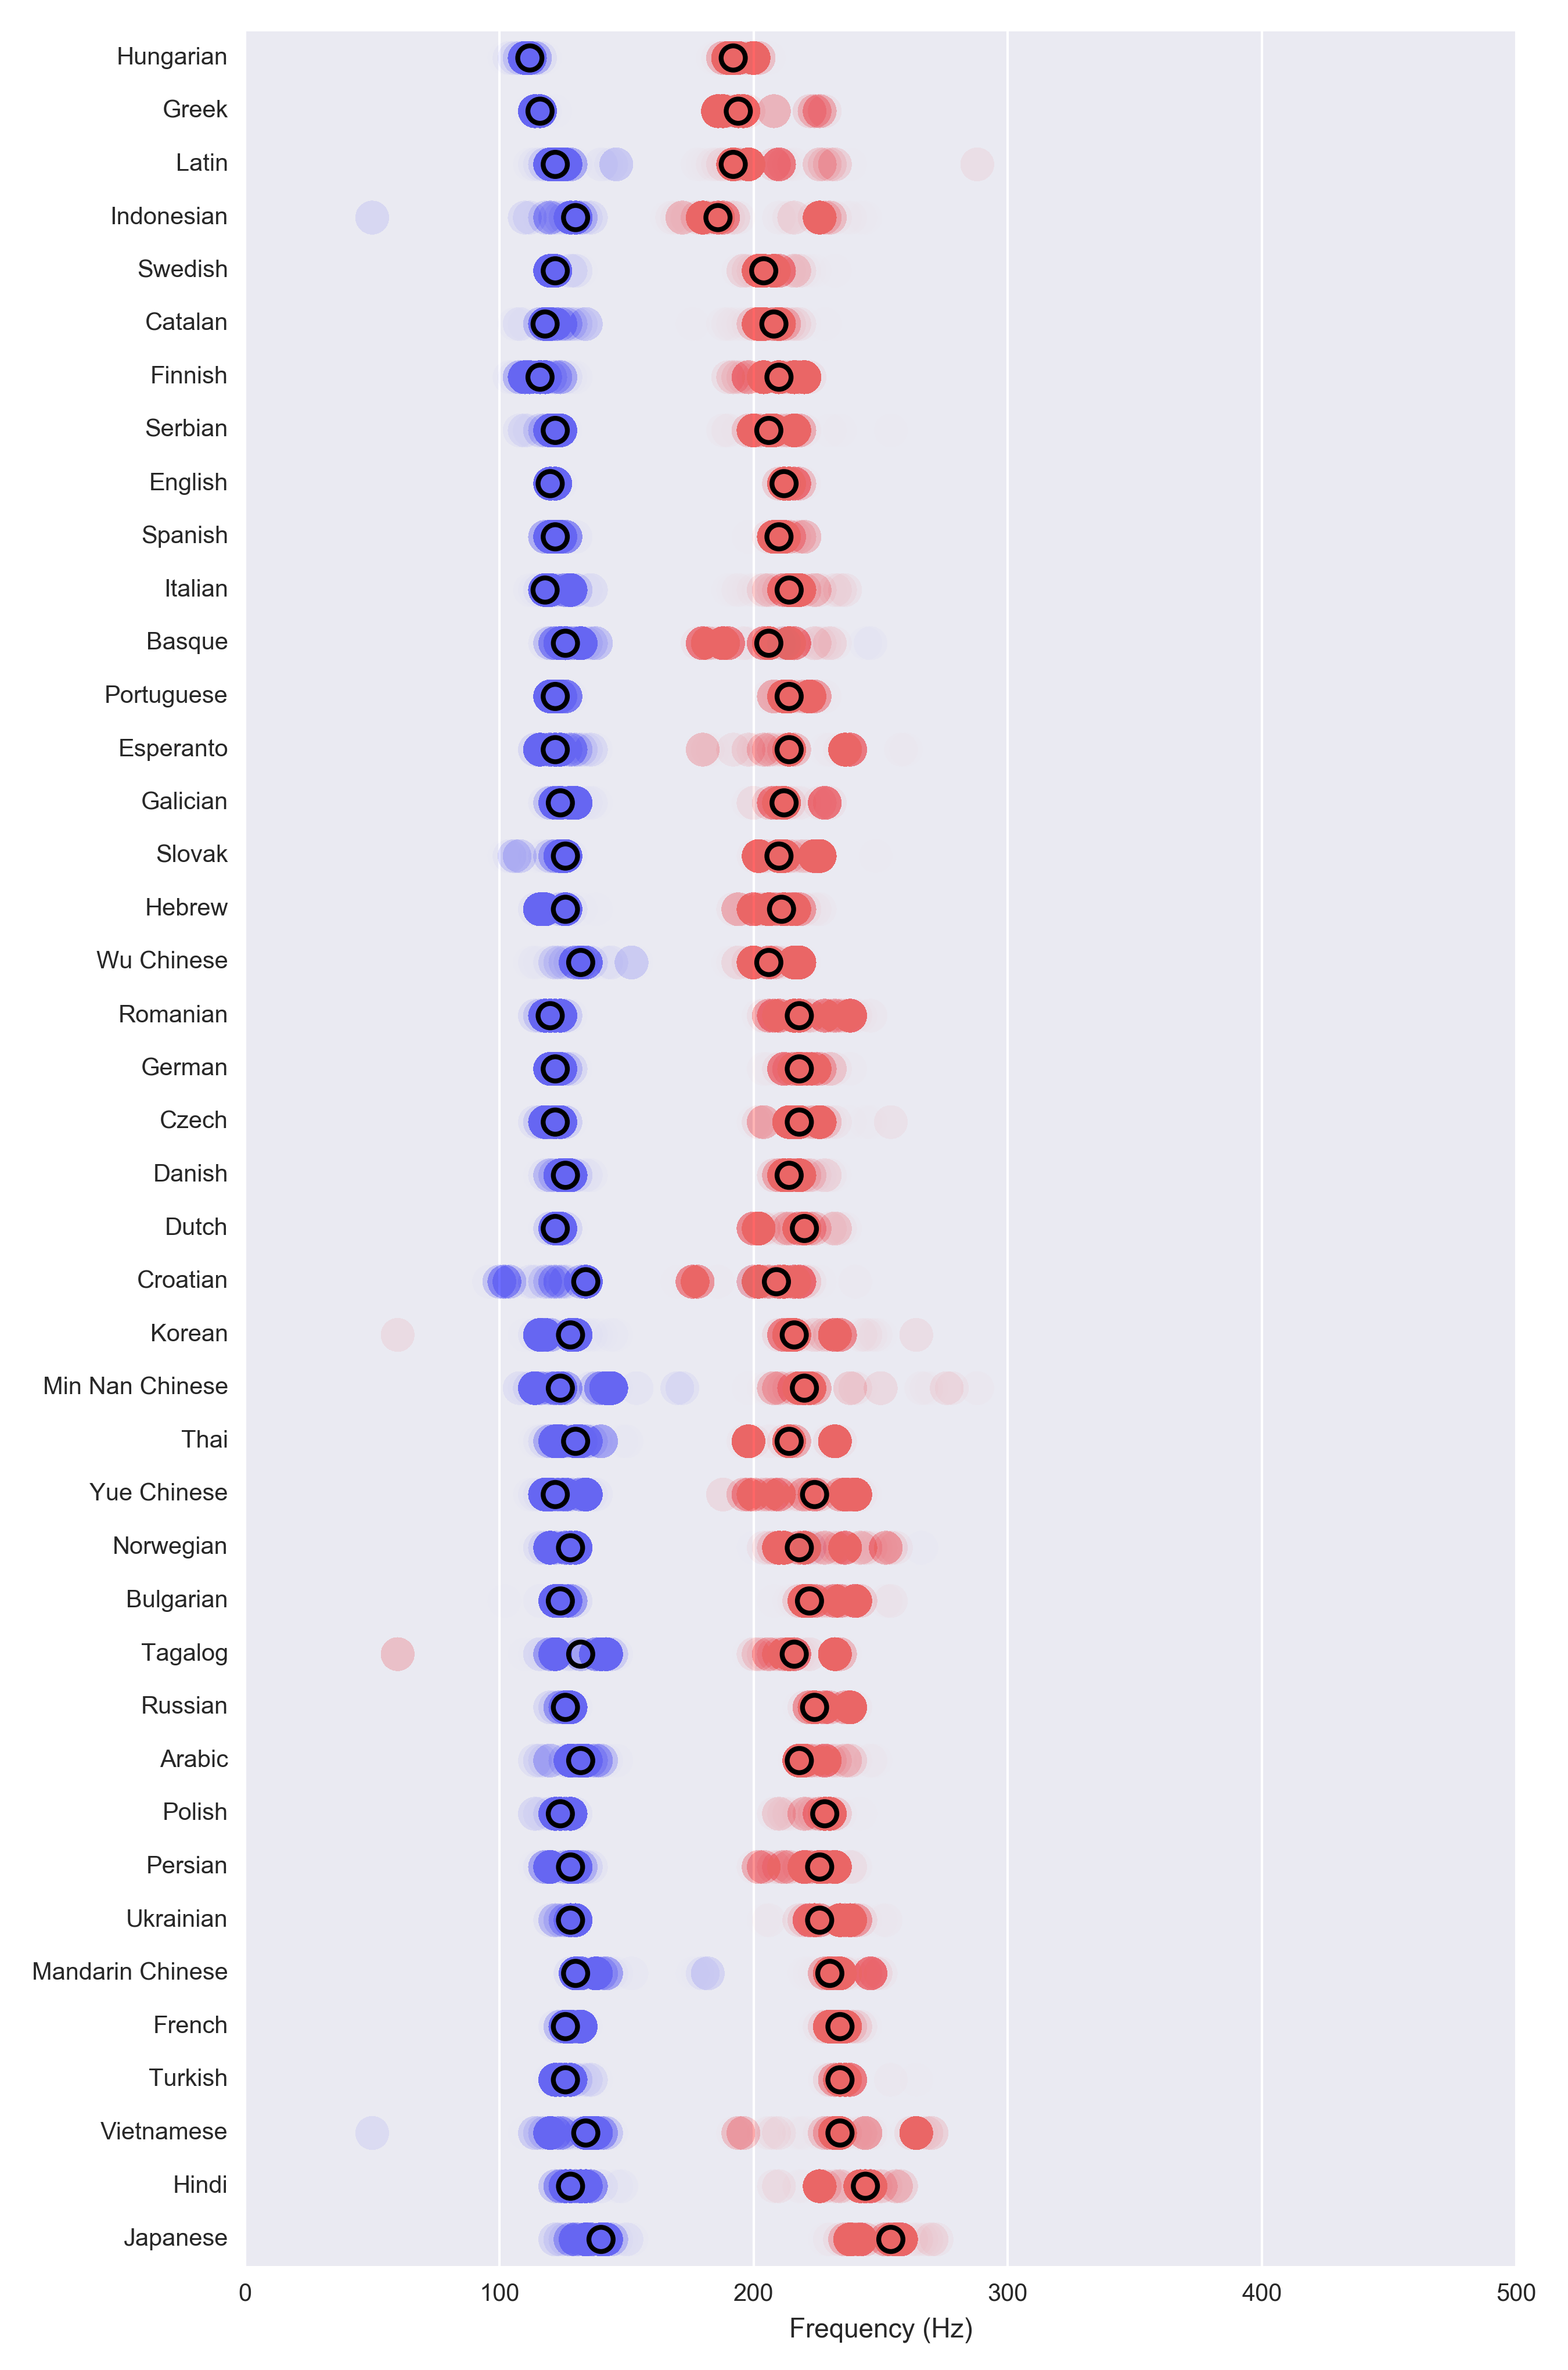 Hungarian
Greek
Latin
Indonesian
Swedish
Catalan
Finnish
Serbian
English
Spanish
Italian
Basque
Portuguese
Esperanto
Galician
Slovak
Hebrew
Wu Chinese
Romanian
German
Czech
Danish
Dutch
Croatian
Korean
Min Nan Chinese
Thai
Yue Chinese
Norwegian
Bulgarian
Tagalog
Russian
Arabic
Polish
Persian
Ukrainian
Mandarin Chinese
French
Turkish
Vietnamese
Hindi
Japanese
0 100 200 300 400 500
Frequency (Hz)